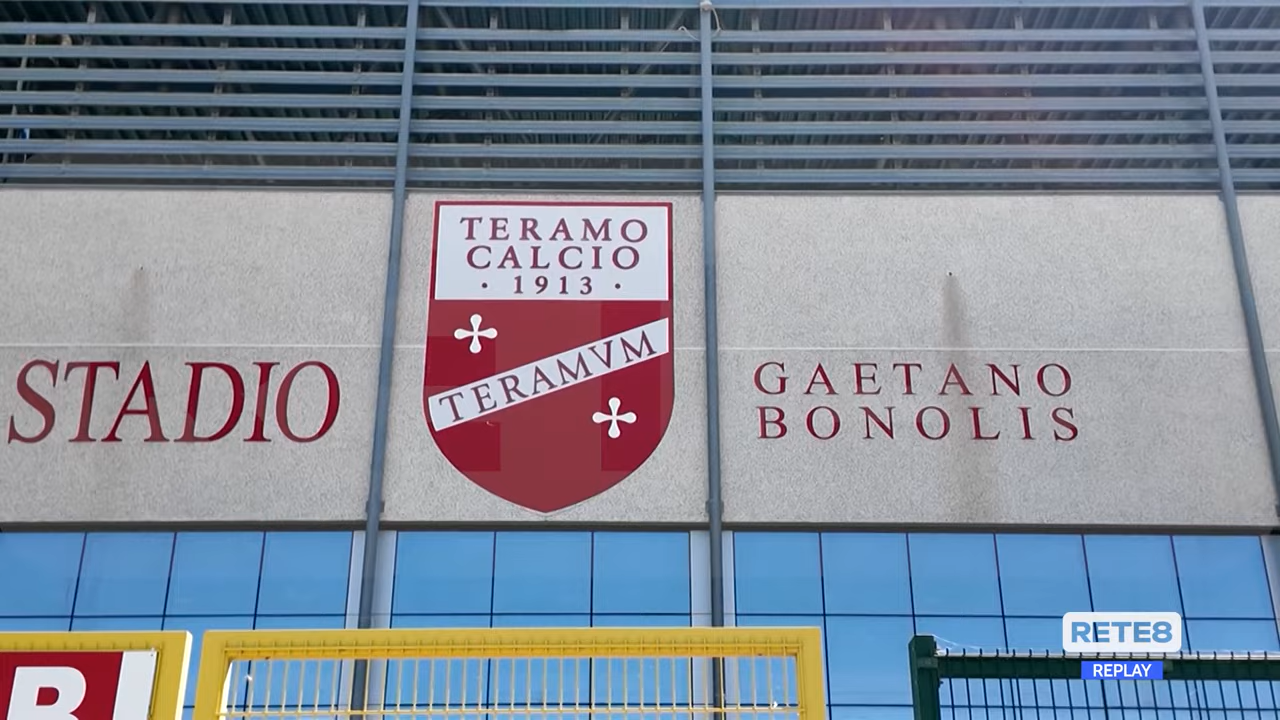 STADIO
TERAMO
CALCIO
· 1913 ·
TERAMVM
GAETANO
BONOLIS
B
RETE8
REPLAY